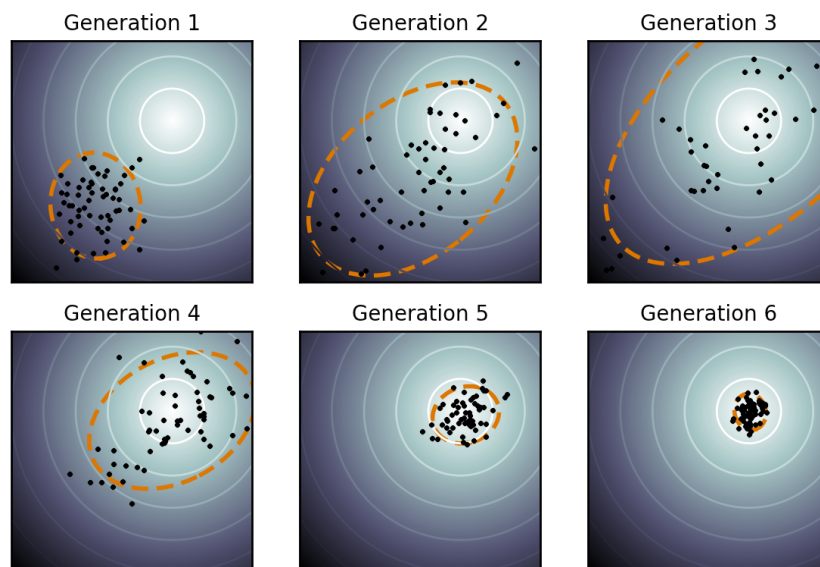 Generation 1
Generation 2
Generation 3
Generation 4
Generation 5
Generation 6